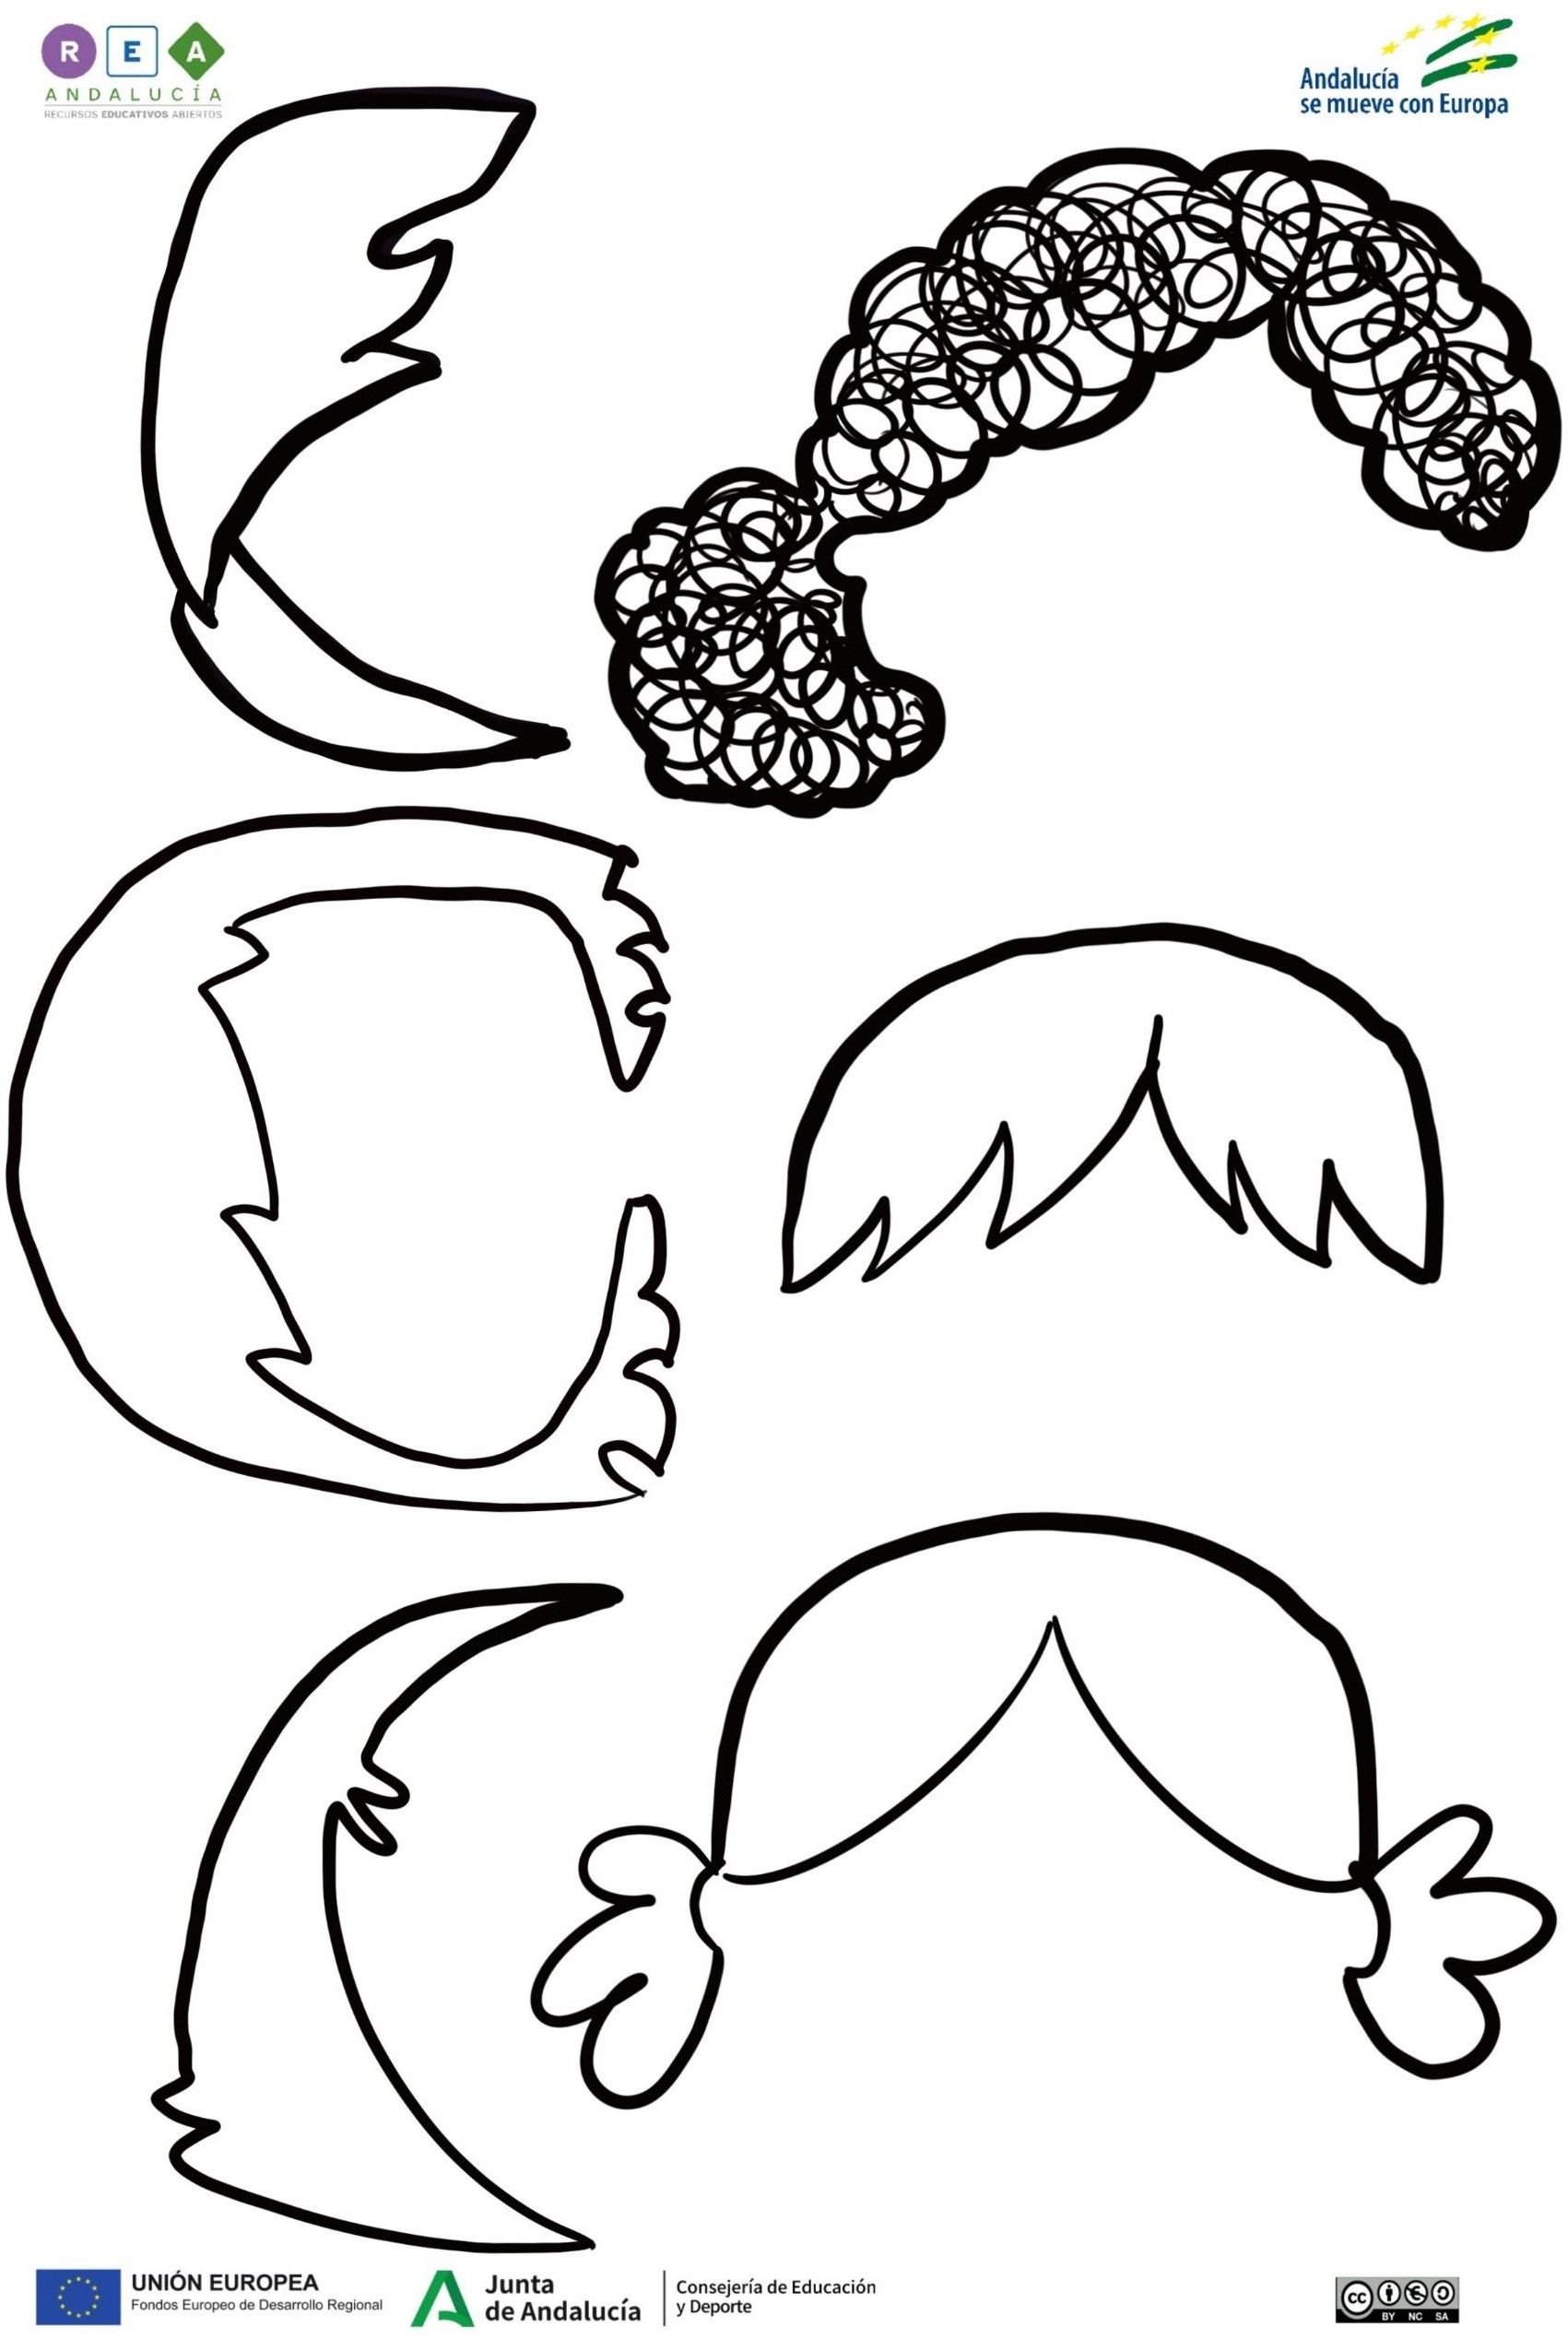 R E A
ANDALUCÍA
RECURSOS EDUCATIVOS ABIERTOS
Andalucía
se mueve con Europa
UNIÓN EUROPEA
Fondos Europeo de Desarrollo Regional
Junta
de Andalucía
Consejería de Educación
y Deporte
cc
BY NC SA